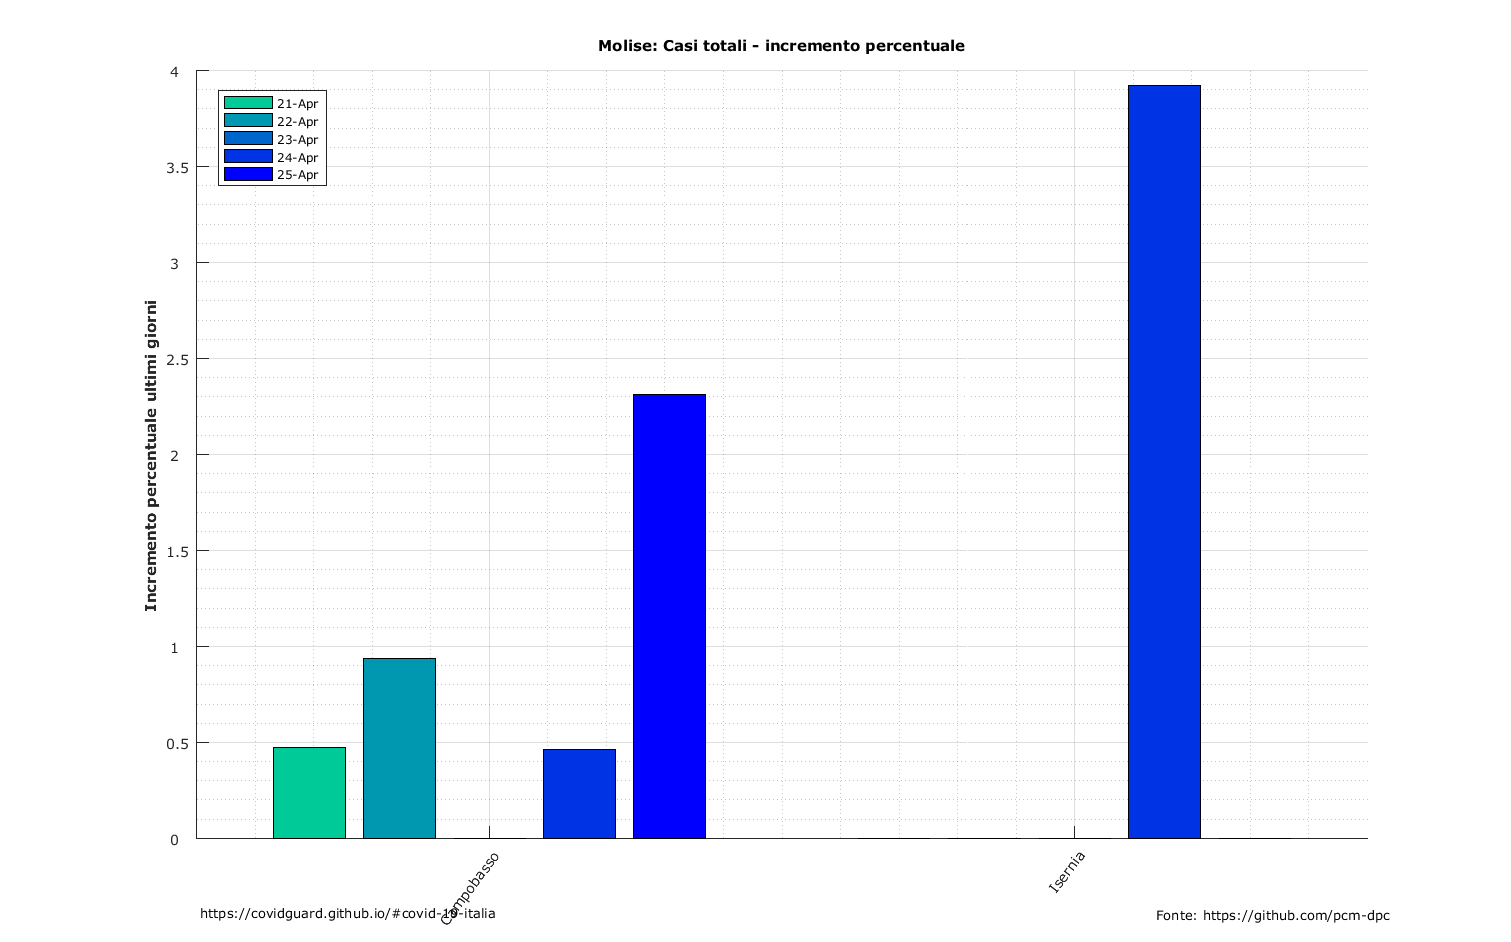 Molise: Casi totali - incremento percentuale
4
3.5
3
2.5
2
1.5
1
0.5
0
Incremento percentuale ultimi giorni
21-Apr
22-Apr
23-Apr
24-Apr
25-Apr
Campobasso
Isernia
https://covidguard.github.io/#covid-19-italia
Fonte: https://github.com/pcm-dpc